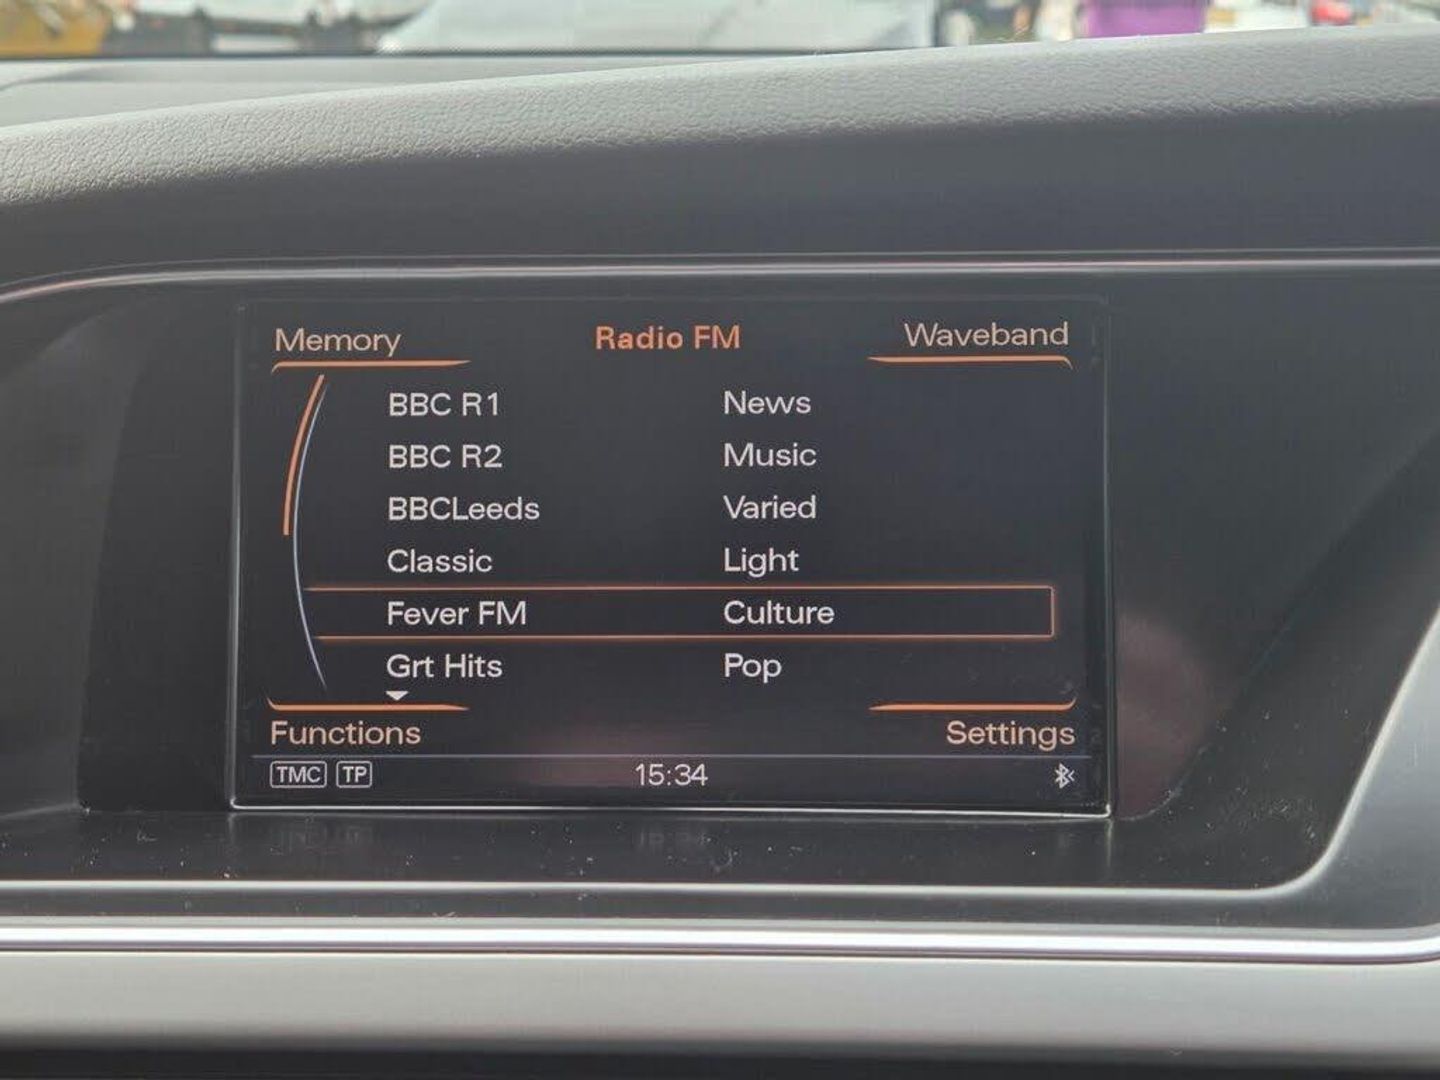 Memory Radio FM Waveband
BBC R1 News
BBC R2 Music
BBCLeeds Varied
Classic Light
Fever FM Culture
Grt Hits Pop
Functions Settings
TMC TP 15:34